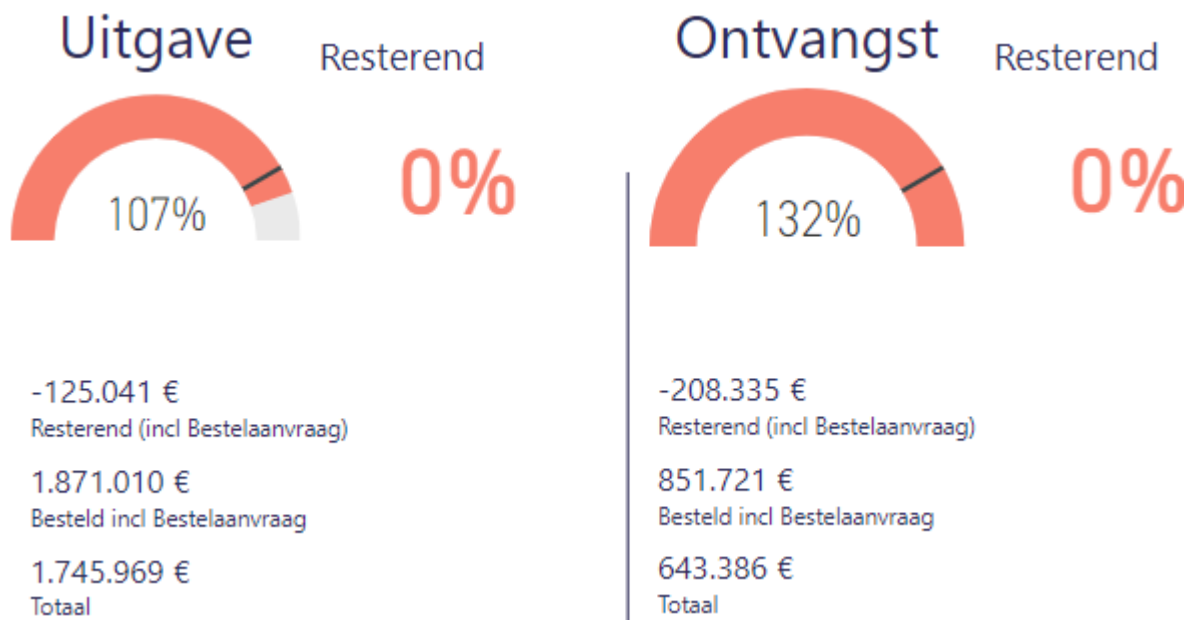 Uitgave
Resterend
107%
0%
-125.041 €
Resterend (incl Bestelaanvraag)
1.871.010 €
Besteld incl Bestelaanvraag
1.745.969 €
Totaal
Ontvangst
Resterend
132%
0%
-208.335 €
Resterend (incl Bestelaanvraag)
851.721 €
Besteld incl Bestelaanvraag
643.386 €
Totaal